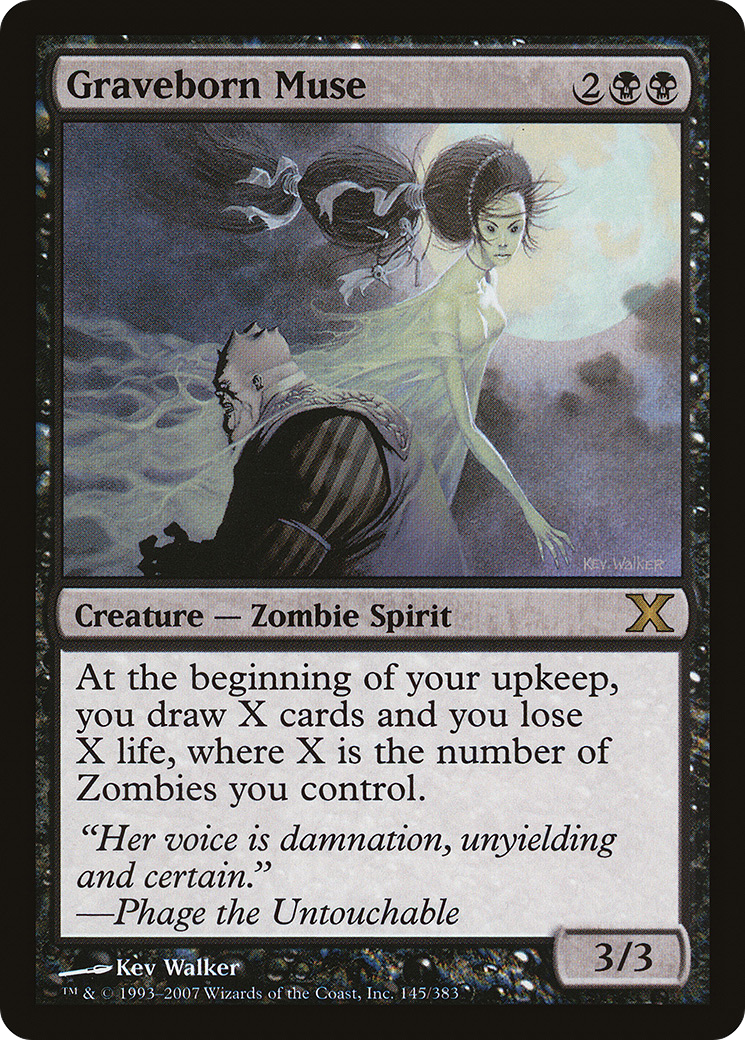 Graveborn Muse 2
KEV. WALKER
Creature — Zombie Spirit X
At the beginning of your upkeep,
you draw X cards and you lose
X life, where X is the number of
Zombies you control.
“Her voice is damnation, unyielding
and certain.”
—Phage the Untouchable
3/3
Kev Walker
™ & © 1993–2007 Wizards of the Coast, Inc. 145/383